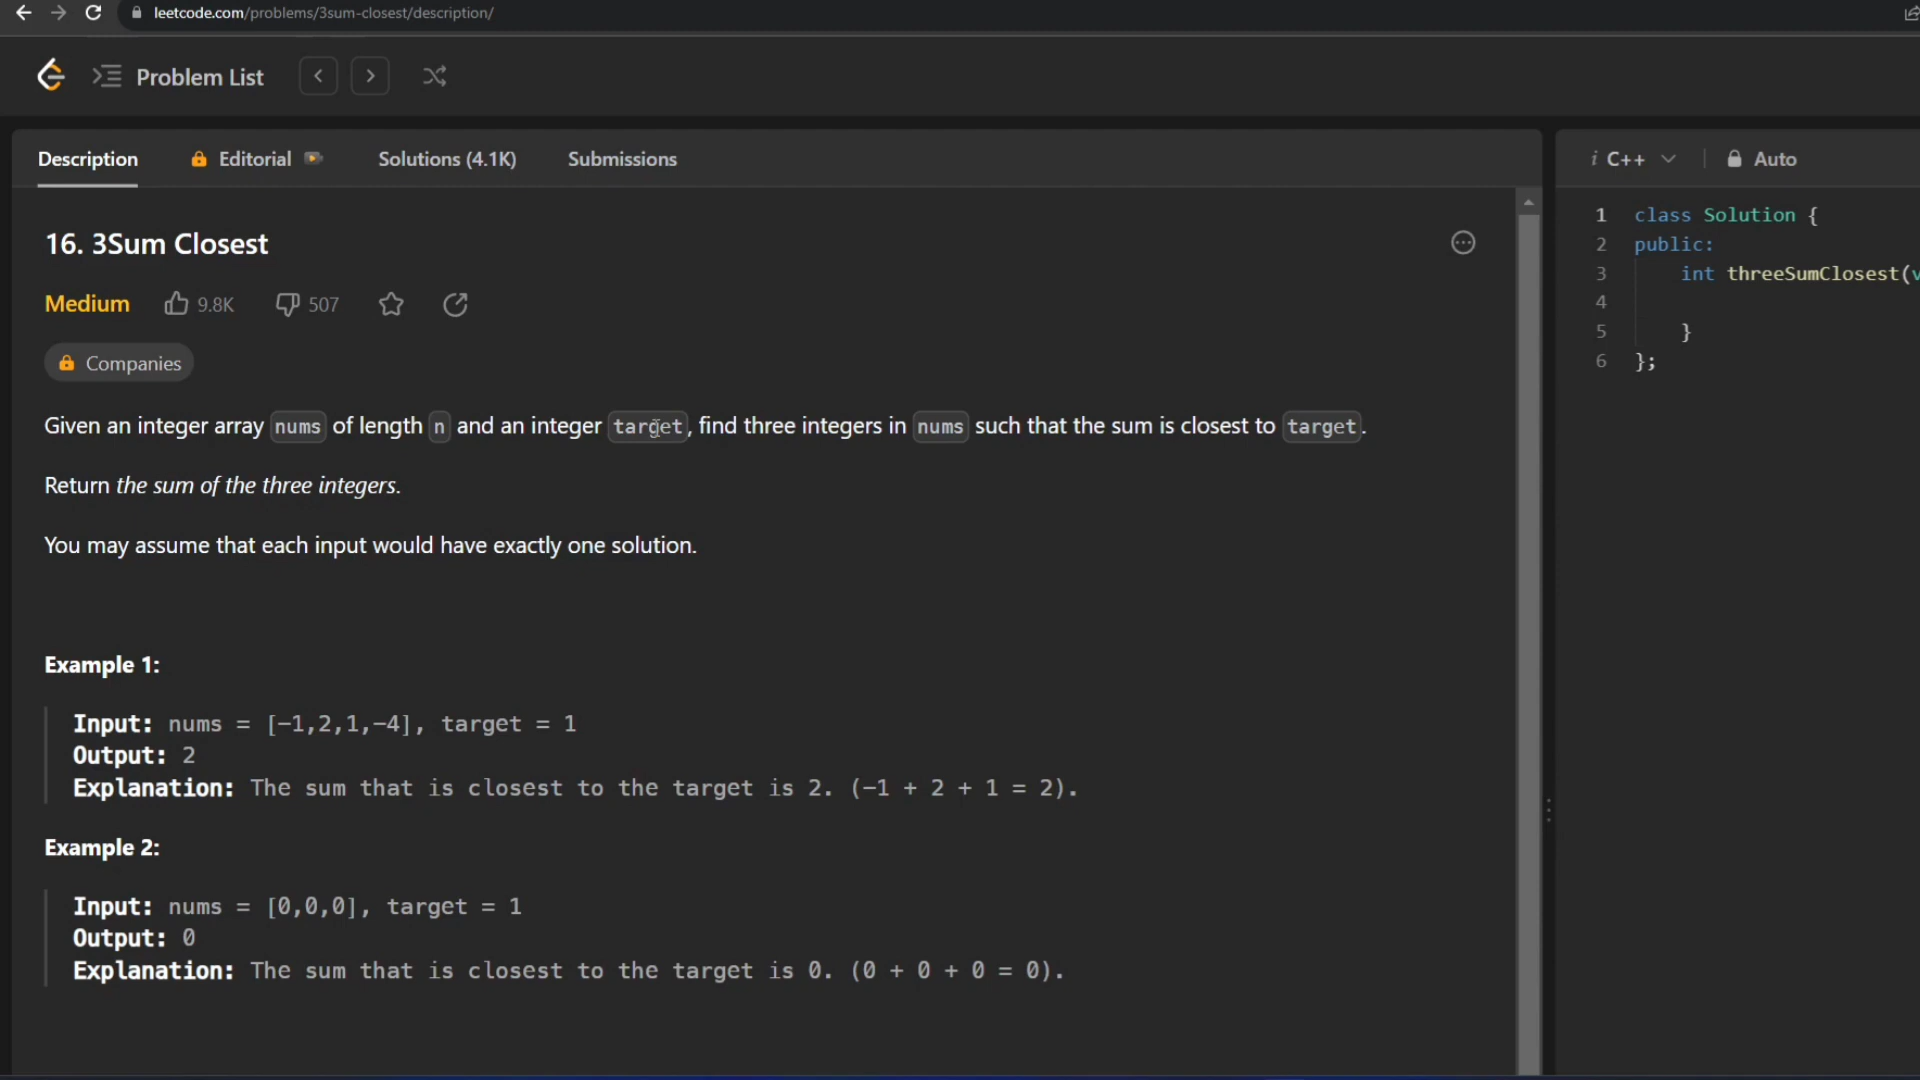 leetcode.com/problems/3sum-closest/description/
Problem List
Description Editorial Solutions (4.1K) Submissions
16. 3Sum Closest
Medium 9.8K 507
Companies
Given an integer array nums of length n and an integer target, find three integers in nums such that the sum is closest to target.
Return the sum of the three integers.
You may assume that each input would have exactly one solution.
Example 1:
Input: nums = [-1,2,1,-4], target = 1
Output: 2
Explanation: The sum that is closest to the target is 2. (-1 + 2 + 1 = 2).
Example 2:
Input: nums = [0,0,0], target = 1
Output: 0
Explanation: The sum that is closest to the target is 0. (0 + 0 + 0 = 0).
i C++ Auto
1 class Solution {
2 public:
3 int threeSumClosest(v
4
5 }
6 };